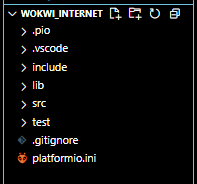 WOKWI_INTERNET
.pio
.vscode
include
lib
src
test
.gitignore
platformio.ini